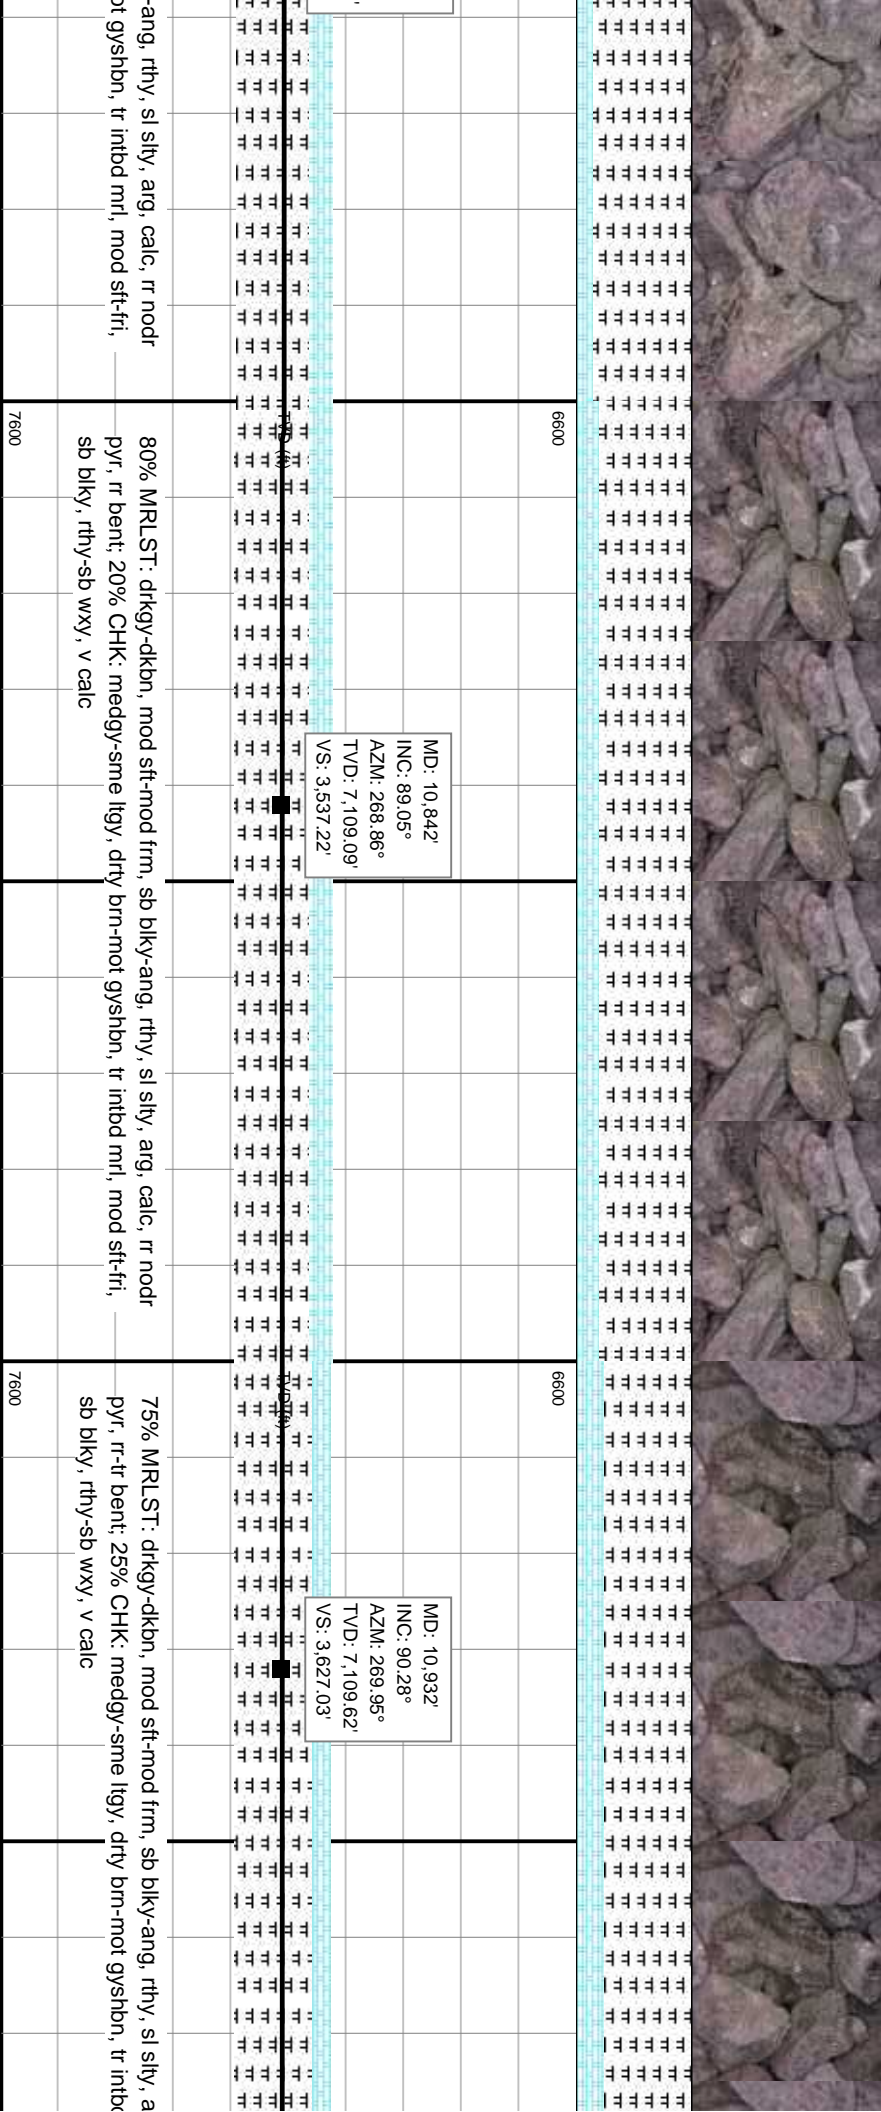 -ang, rthy, sl slty, arg, calc, rr nodr
ot gyshbn, tr intbd mrl, mod sft-fri,
6600
TVD (ft)
7600
80% MRLST: drkgy-dkbn, mod sft-mod frm, sb blky-ang, rthy, sl slty, arg, calc, rr nodr
pyr, rr bent; 20% CHK: medgy-sme ltgy, drty brn-mot gyshbn, tr intbd mrl, mod sft-fri,
sb blky, rthy-sb wxy, v calc
MD: 10,842'
INC: 89.05°
AZM: 268.86°
TVD: 7,109.09'
VS: 3,537.22'
6600
TVD (ft)
7600
75% MRLST: drkgy-dkbn, mod sft-mod frm, sb blky-ang, rthy, sl slty, a
pyr, rr-tr bent; 25% CHK: medgy-sme ltgy, drty brn-mot gyshbn, tr intbd
sb blky, rthy-sb wxy, v calc
MD: 10,932'
INC: 90.28°
AZM: 269.95°
TVD: 7,109.62'
VS: 3,627.03'